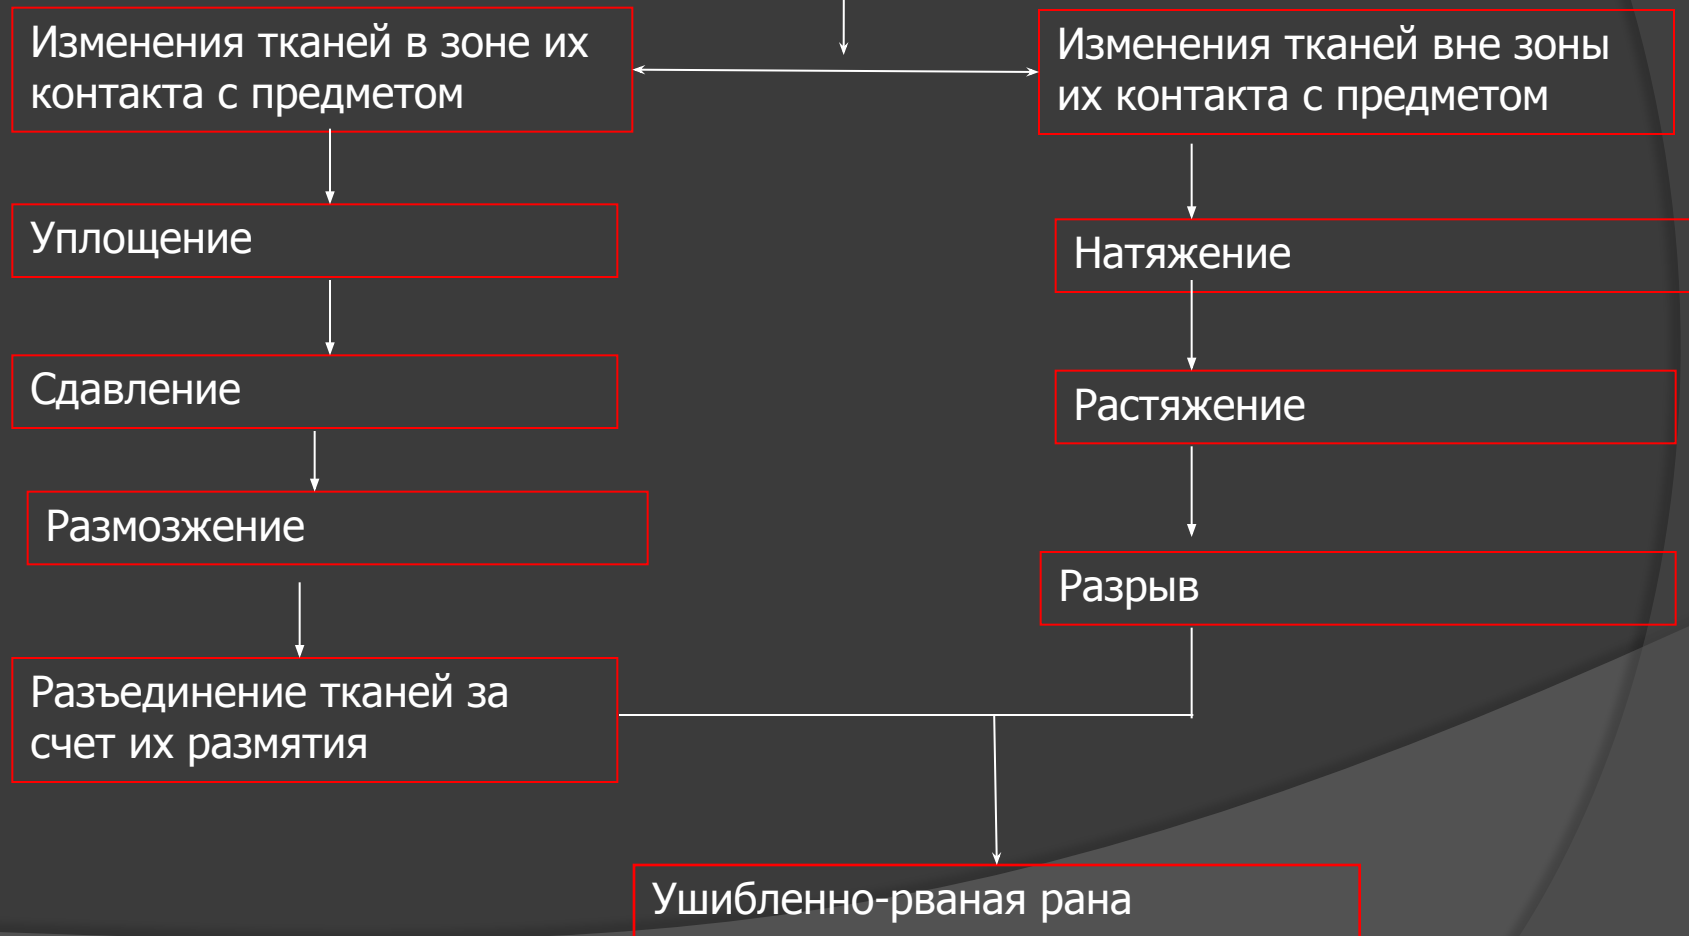 Изменения тканей в зоне их
контакта с предметом
Изменения тканей вне зоны
их контакта с предметом
Уплощение
Натяжение
Сдавление
Растяжение
Размозжение
Разрыв
Разъединение тканей за
счет их размятия
Ушибленно-рваная рана